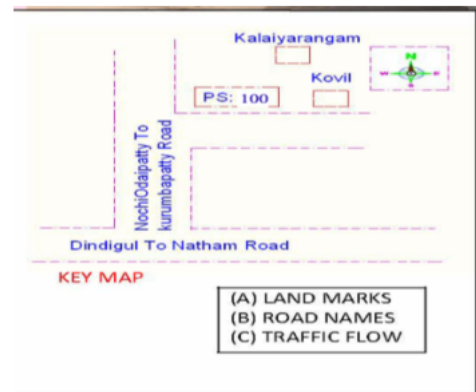 Kalaiyarangam
Kovil
N
W
E
S
PS: 100
NochiOdaipatty To
kurumbapatty Road
Dindigul To Natham Road
KEY MAP
(A) LAND MARKS
(B) ROAD NAMES
(C) TRAFFIC FLOW